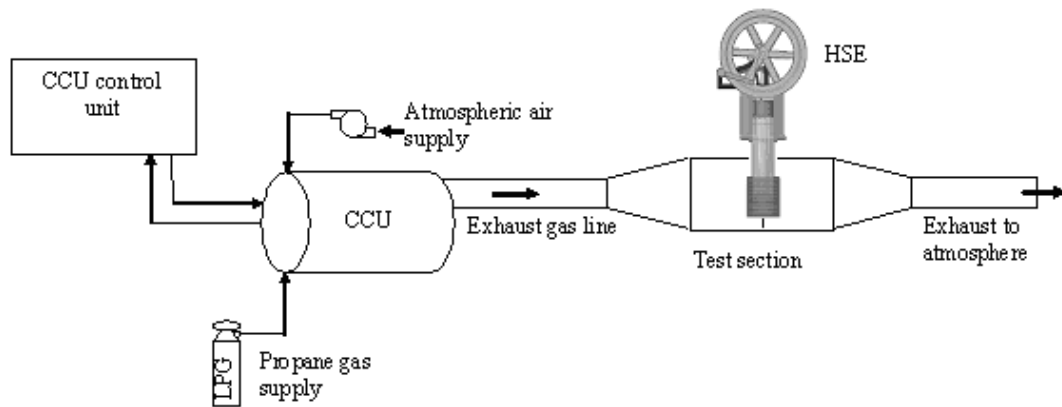 HSE
CCU control
unit
Atmospheric air
supply
CCU
Exhaust gas line
Test section
Exhaust to
atmosphere
LPG
Propane gas
supply